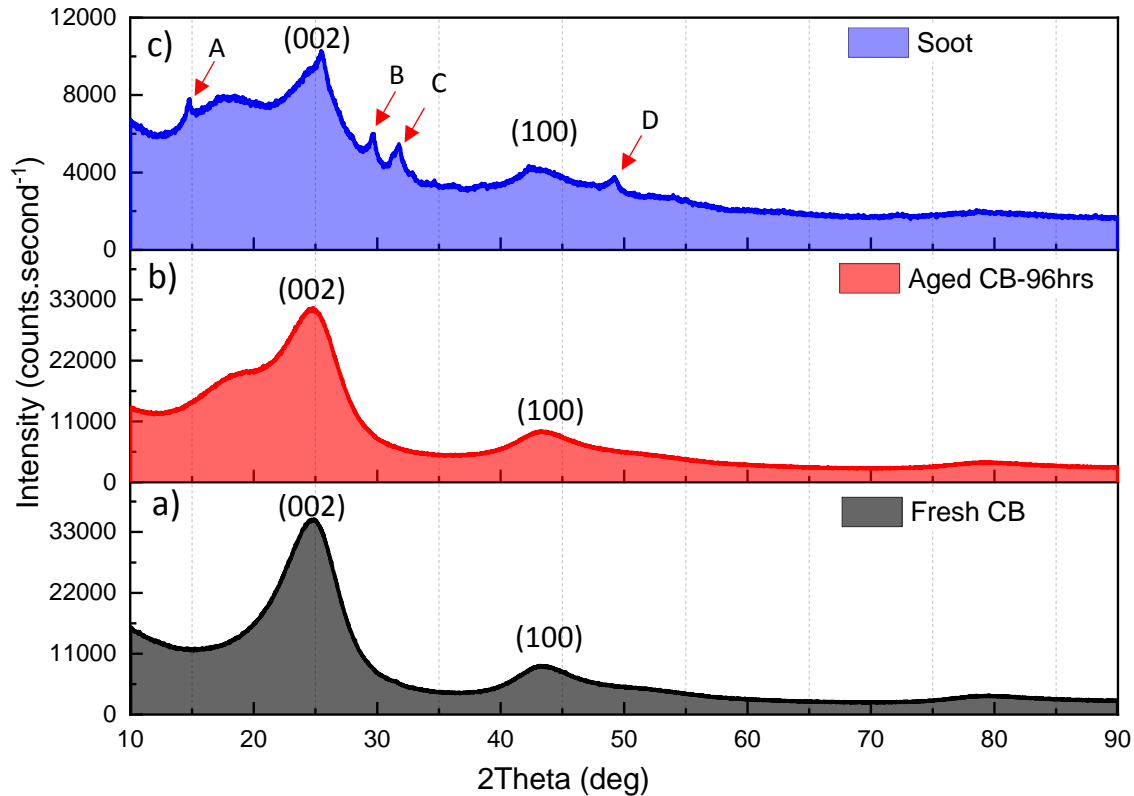 c)
A
(002)
B
C
(100)
D
Soot
12000
8000
4000
0
b)
(002)
(100)
Aged CB-96hrs
33000
22000
11000
0
a)
(002)
(100)
Fresh CB
33000
22000
11000
0
10 20 30 40 50 60 70 80 90
2Theta (deg)
Intensity (counts.second⁻¹)